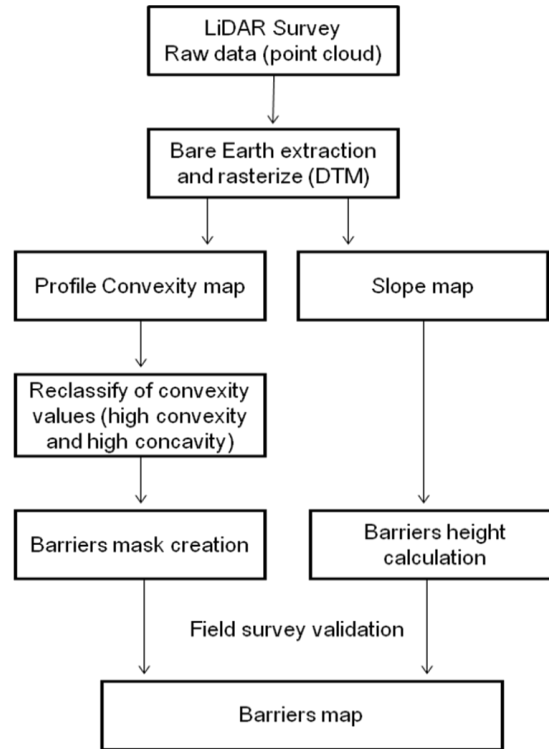 LiDAR Survey
Raw data (point cloud)
Bare Earth extraction
and rasterize (DTM)
Profile Convexity map
Slope map
Reclassify of convexity
values (high convexity
and high concavity)
Barriers mask creation
Barriers height
calculation
Field survey validation
Barriers map